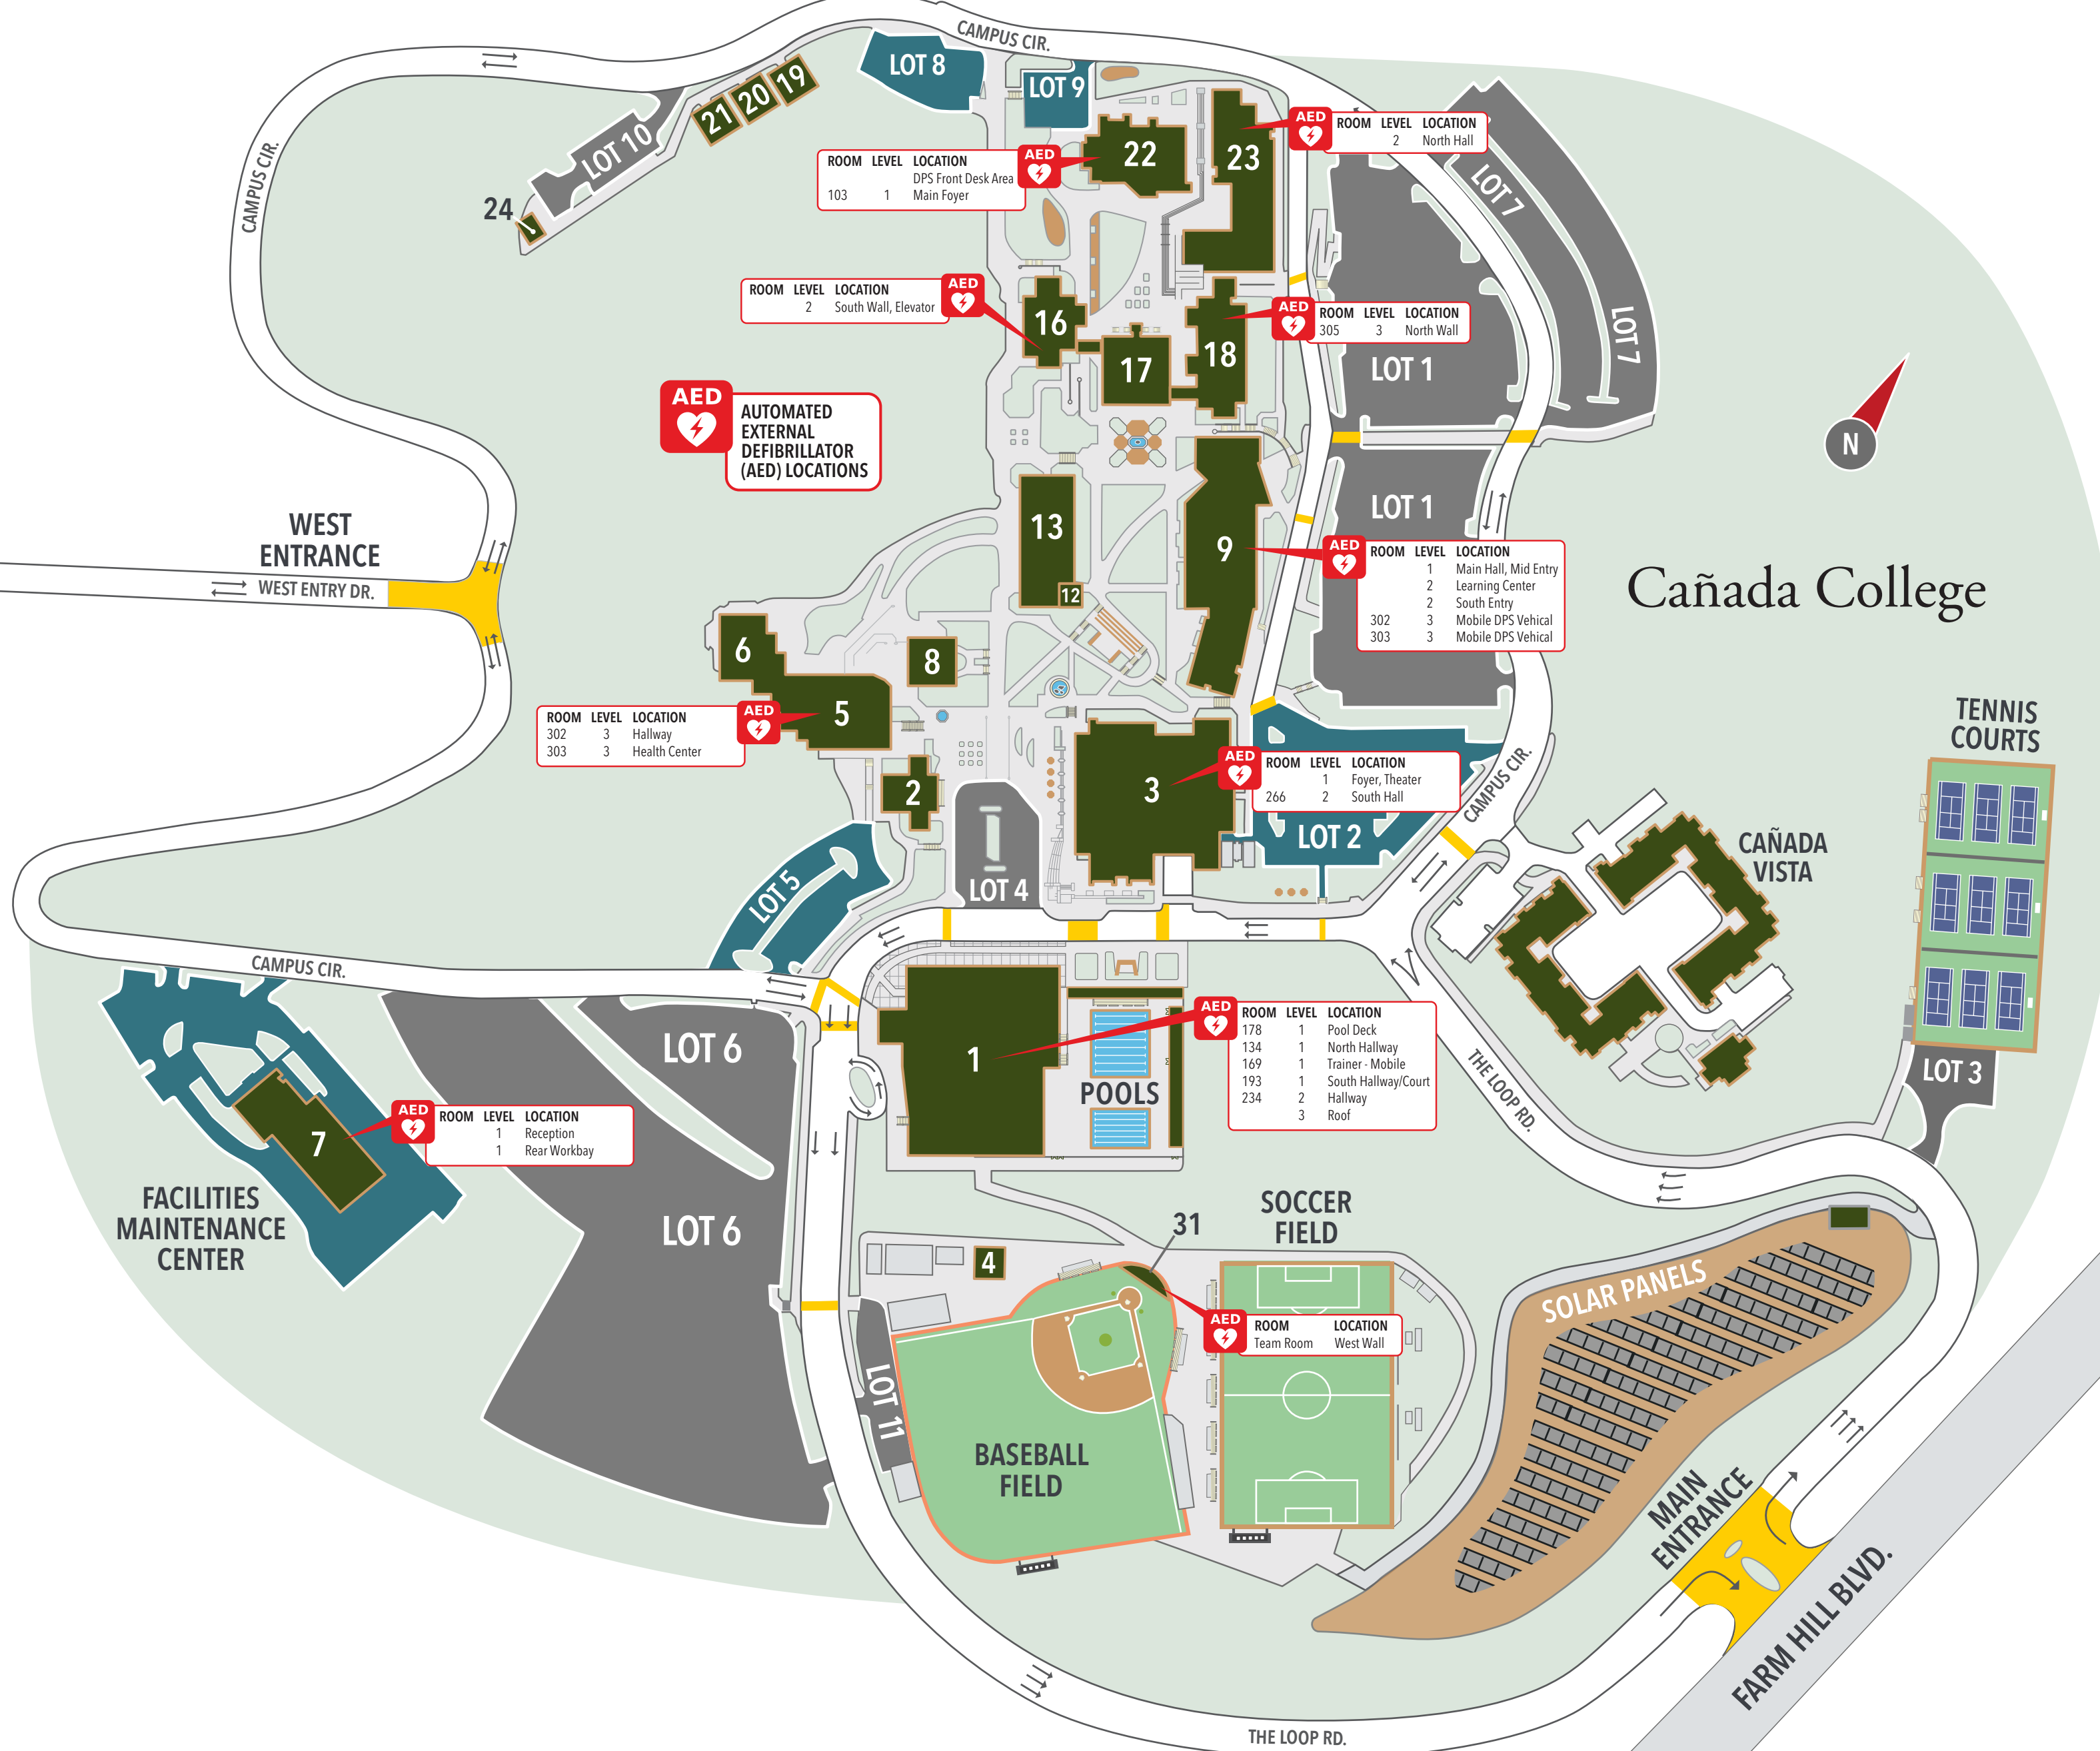 CAMPUS CIR.
LOT 8
LOT 9
19
20
21
LOT 10
24
CAMPUS CIR.
22
23
AED
ROOM LEVEL LOCATION
2 North Hall
LOT 7
LOT 7
AED
ROOM LEVEL LOCATION
DPS Front Desk Area
103 1 Main Foyer
AED
ROOM LEVEL LOCATION
2 South Wall, Elevator
16
17
18
AED
ROOM LEVEL LOCATION
305 3 North Wall
LOT 1
AED
AUTOMATED
EXTERNAL
DEFIBRILLATOR
(AED) LOCATIONS
N
LOT 1
WEST
ENTRANCE
WEST ENTRY DR.
13
12
9
AED
ROOM LEVEL LOCATION
1 Main Hall, Mid Entry
2 Learning Center
2 South Entry
302 3 Mobile DPS Vehical
303 3 Mobile DPS Vehical
Cañada College
6
8
5
AED
ROOM LEVEL LOCATION
302 3 Hallway
303 3 Health Center
2
3
AED
ROOM LEVEL LOCATION
1 Foyer, Theater
266 2 South Hall
LOT 2
CAMPUS CIR.
TENNIS
COURTS
CAÑADA
VISTA
LOT 5
LOT 4
CAMPUS CIR.
LOT 6
LOT 6
1
POOLS
AED
ROOM LEVEL LOCATION
178 1 Pool Deck
134 1 North Hallway
169 1 Trainer - Mobile
193 1 South Hallway/Court
234 2 Hallway
3 Roof
THE LOOP RD.
LOT 3
7
AED
ROOM LEVEL LOCATION
1 Reception
1 Rear Workbay
FACILITIES
MAINTENANCE
CENTER
SOCCER
FIELD
31
4
AED
ROOM LOCATION
Team Room West Wall
SOLAR PANELS
LOT 11
BASEBALL
FIELD
MAIN
ENTRANCE
FARM HILL BLVD.
THE LOOP RD.